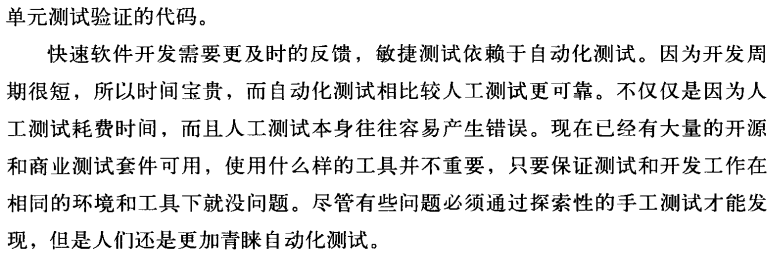 单元测试验证的代码。
快速软件开发需要更及时的反馈，敏捷测试依赖于自动化测试。因为开发周
期很短，所以时间宝贵，而自动化测试相比较人工测试更可靠。不仅仅是因为人
工测试耗费时间，而且人工测试本身往往容易产生错误。现在已经有大量的开源
和商业测试套件可用，使用什么样的工具并不重要，只要保证测试和开发工作在
相同的环境和工具下就没问题。尽管有些问题必须通过探索性的手工测试才能发
现，但是人们还是更加青睐自动化测试。